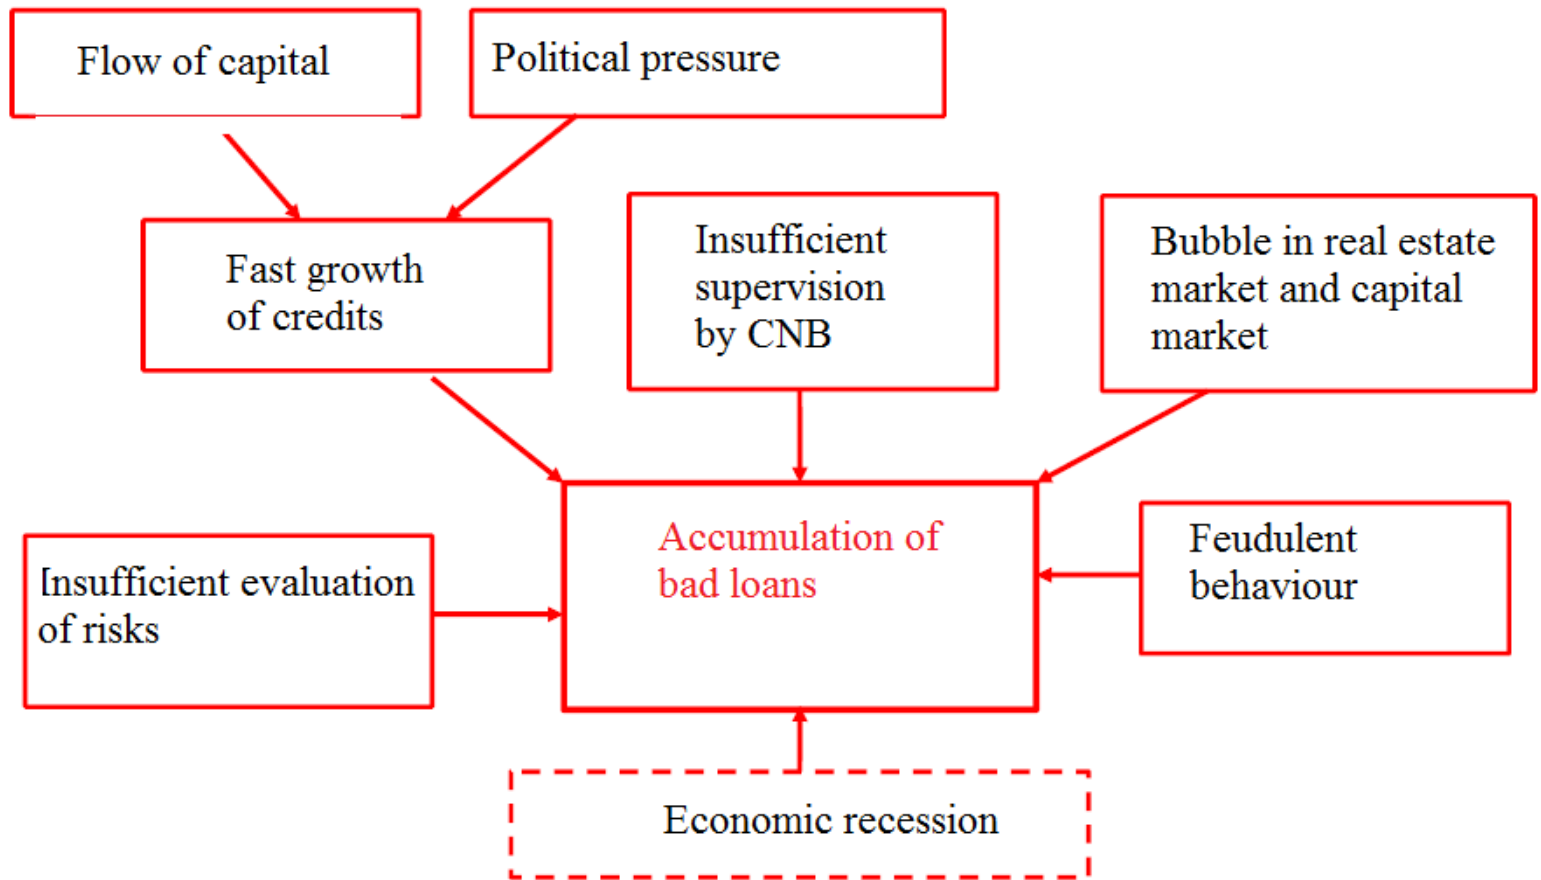 Flow of capital
Political pressure
Fast growth
of credits
Insufficient
supervision
by CNB
Bubble in real estate
market and capital
market
Insufficient evaluation
of risks
Accumulation of
bad loans
Feudulent
behaviour
Economic recession